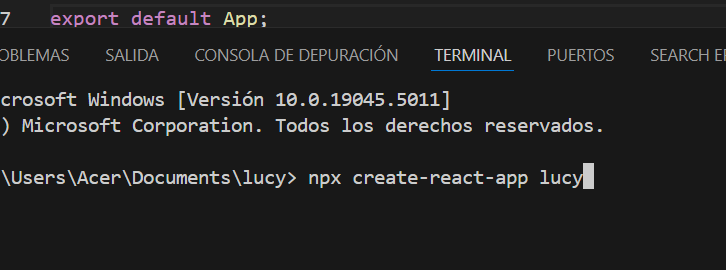 7 export default App;
OBLEMAS SALIDA CONSOLA DE DEPURACIÓN TERMINAL PUERTOS SEARCH ER
crosoft Windows [Versión 10.0.19045.5011]
) Microsoft Corporation. Todos los derechos reservados.
\Users\Acer\Documents\lucy> npx create-react-app lucy